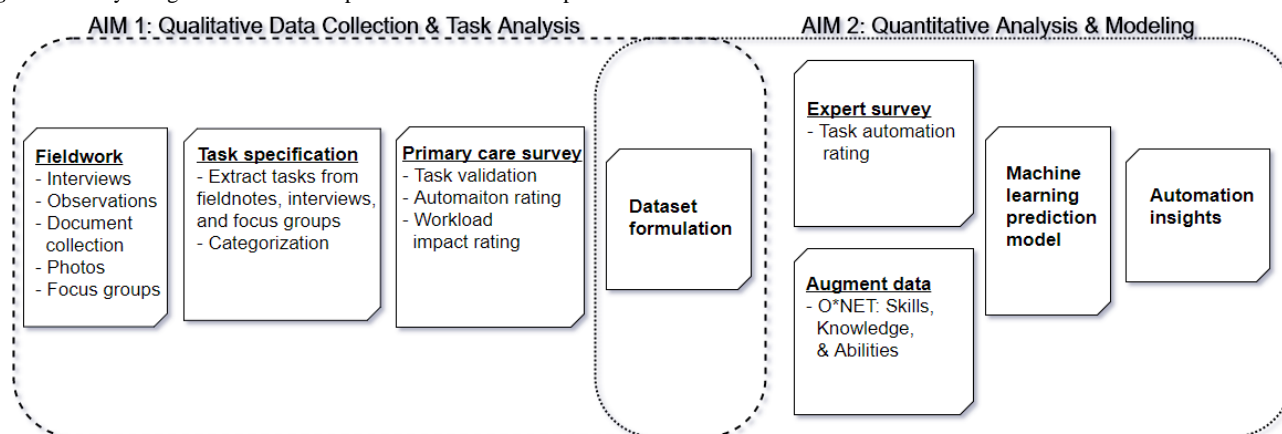 AIM 1: Qualitative Data Collection & Task Analysis
AIM 2: Quantitative Analysis & Modeling
Fieldwork
- Interviews
- Observations
- Document
collection
- Photos
- Focus groups
Task specification
- Extract tasks from
fieldnotes, interviews,
and focus groups
- Categorization
Primary care survey
- Task validation
- Automaiton rating
- Workload
impact rating
Dataset
formulation
Expert survey
- Task automation
rating
Augment data
- O*NET: Skills,
Knowledge,
& Abilities
Machine
learning
prediction
model
Automation
insights